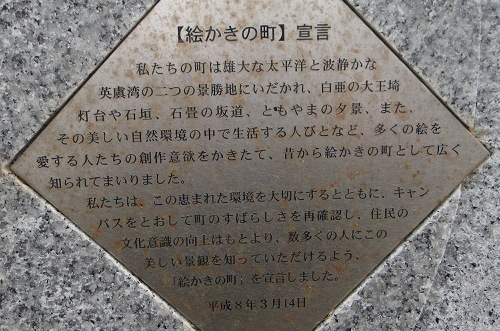 【絵かきの町】宣言
私たちの町は雄大な太平洋と波静かな
英虞湾の二つの景勝地にいだかれ、白亜の大王埼
灯台や石垣、石畳の坂道、ともやまの夕景、また、
その美しい自然環境の中で生活する人びとなど、多くの絵を
愛する人たちの創作意欲をかきたて、昔から絵かきの町として広く
知られてまいりました。
私たちは、この恵まれた環境を大切にするとともに、キャン
バスをとおして町のすばらしさを再確認し、住民の
文化意識の向上はもとより、数多くの人にこの
美しい景観を知っていただけるよう、
「絵かきの町」を宣言しました。
平成8年3月14日